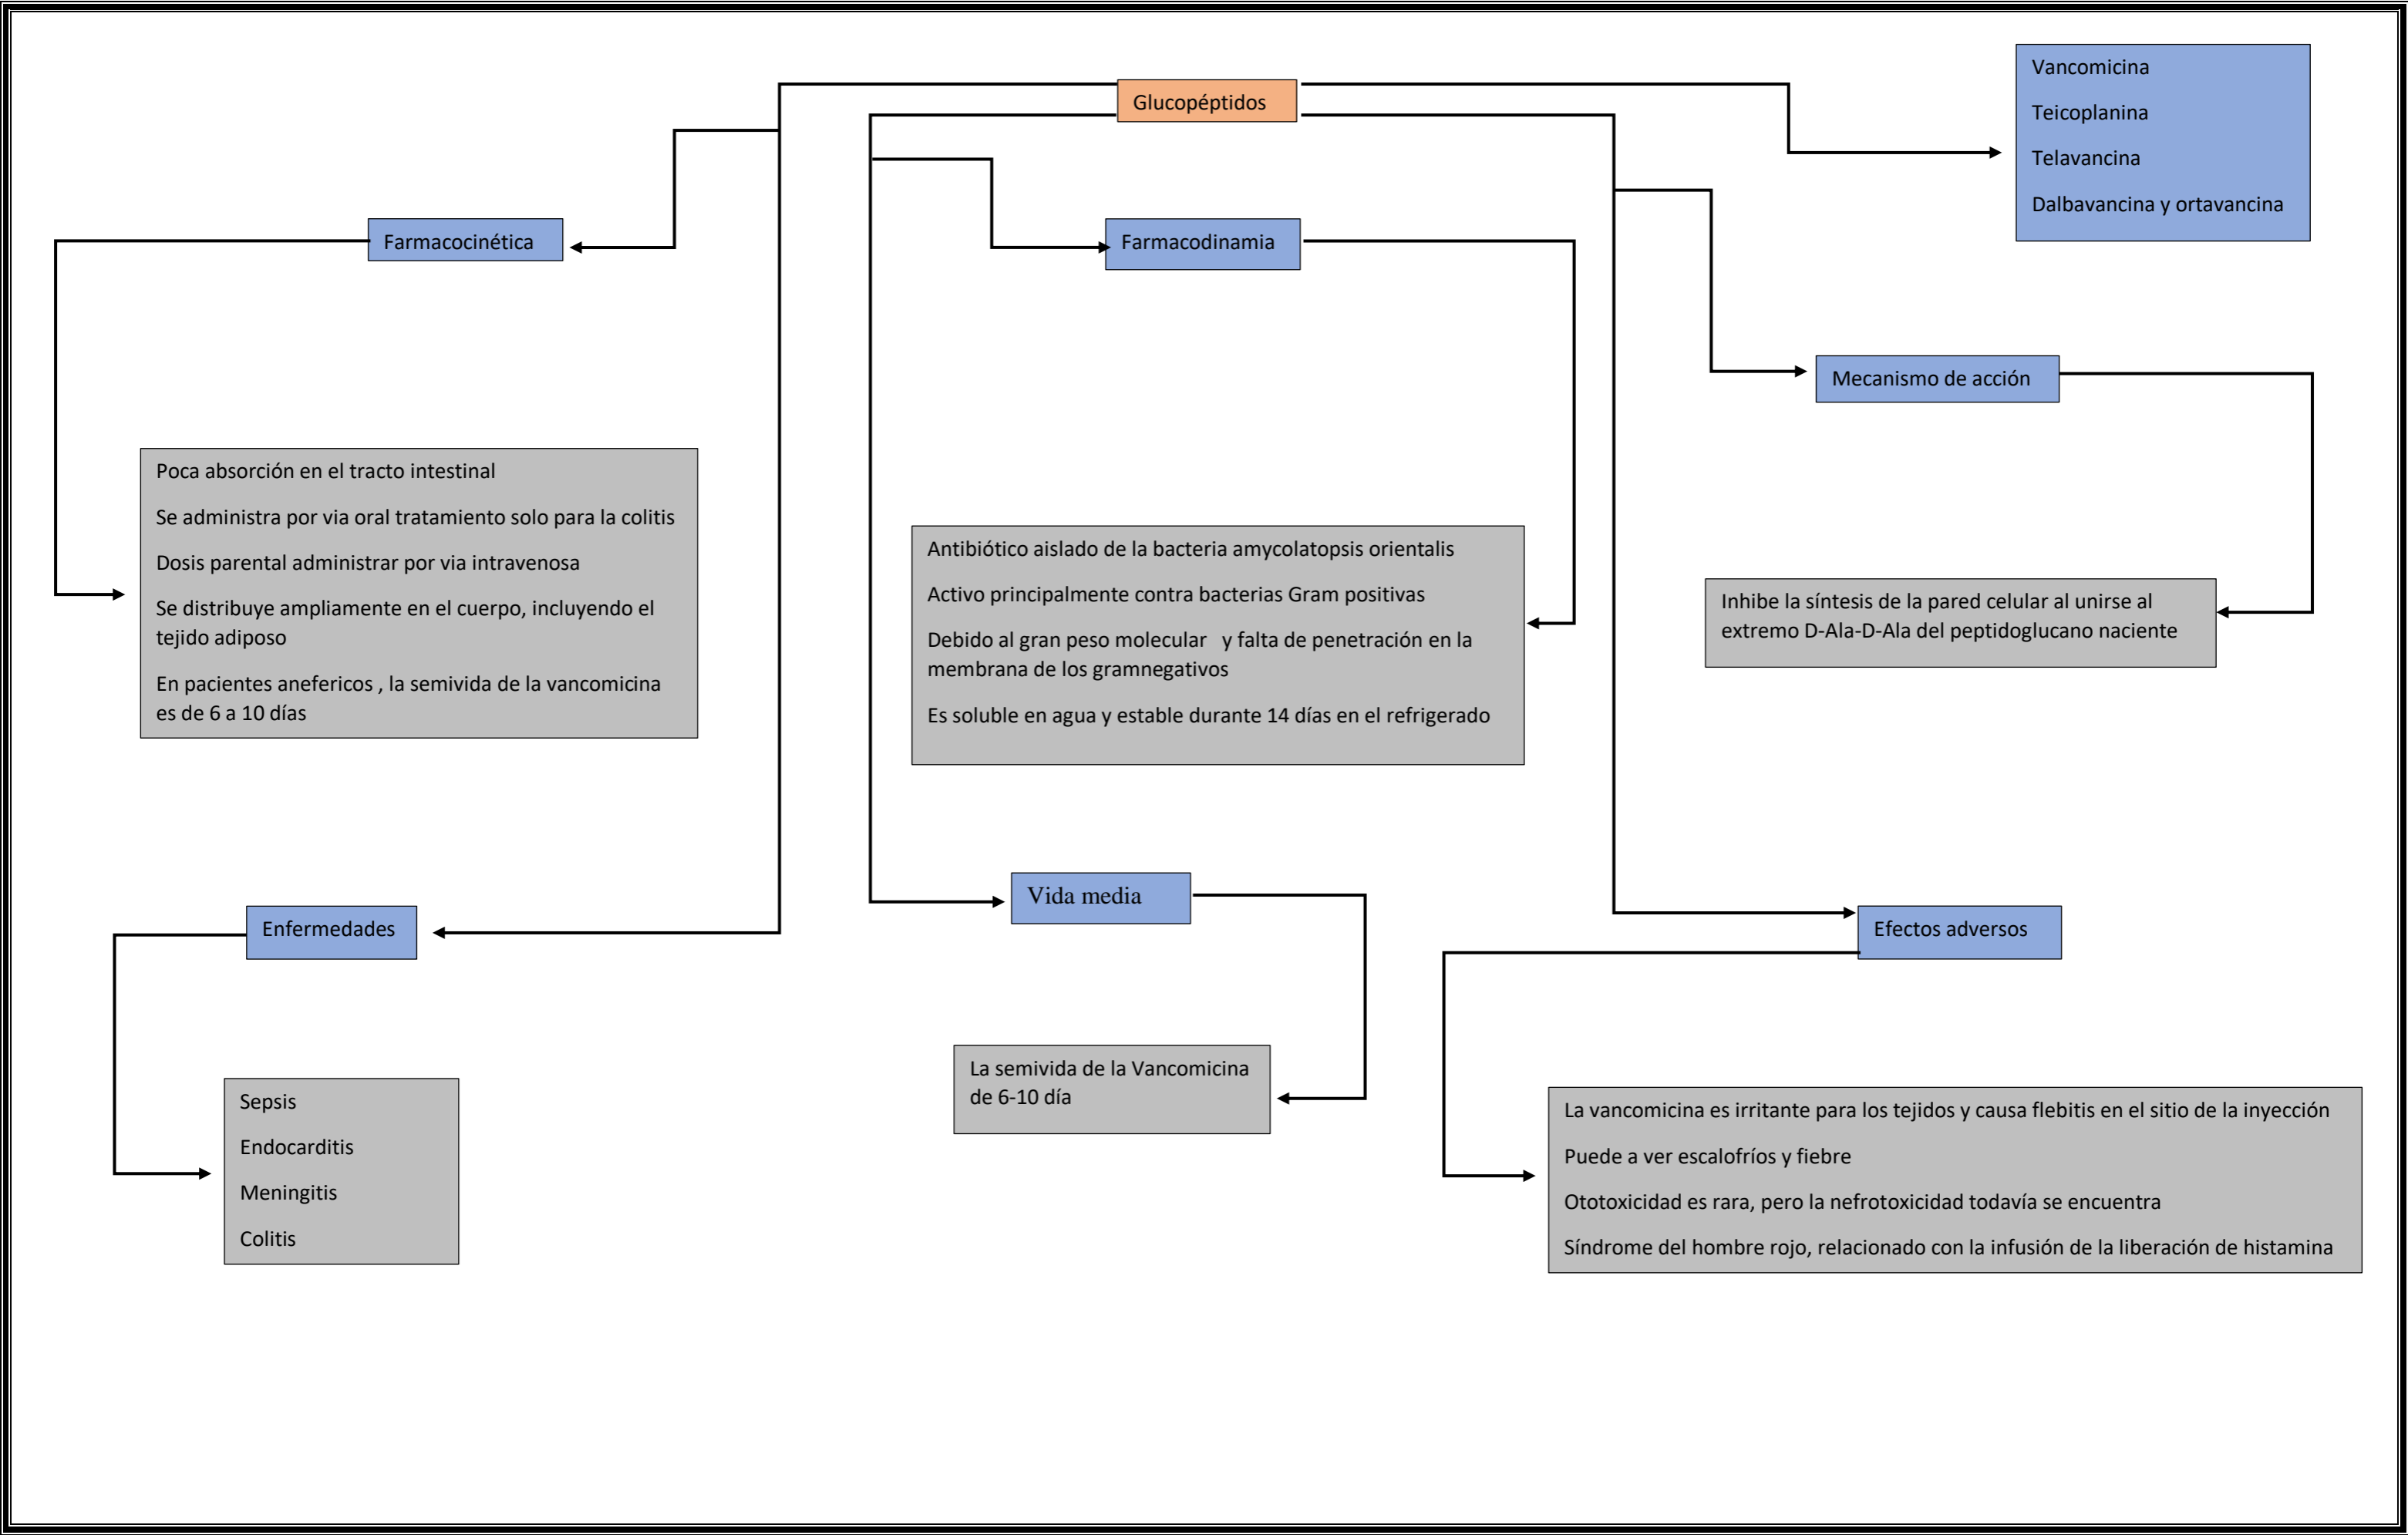 Glucopéptidos
Vancomicina
Teicoplanina
Telavancina
Dalbavancina y ortavancina
Farmacocinética
Farmacodinamia
Mecanismo de acción
Poca absorción en el tracto intestinal
Se administra por via oral tratamiento solo para la colitis
Dosis parental administrar por via intravenosa
Se distribuye ampliamente en el cuerpo, incluyendo el
tejido adiposo
En pacientes anefericos , la semivida de la vancomicina
es de 6 a 10 días
Antibiótico aislado de la bacteria amycolatopsis orientalis
Activo principalmente contra bacterias Gram positivas
Debido al gran peso molecular   y falta de penetración en la
membrana de los gramnegativos
Es soluble en agua y estable durante 14 días en el refrigerado
Inhibe la síntesis de la pared celular al unirse al
extremo D-Ala-D-Ala del peptidoglucano naciente
Enfermedades
Vida media
Efectos adversos
Sepsis
Endocarditis
Meningitis
Colitis
La semivida de la Vancomicina
de 6-10 día
La vancomicina es irritante para los tejidos y causa flebitis en el sitio de la inyección
Puede a ver escalofríos y fiebre
Ototoxicidad es rara, pero la nefrotoxicidad todavía se encuentra
Síndrome del hombre rojo, relacionado con la infusión de la liberación de histamina